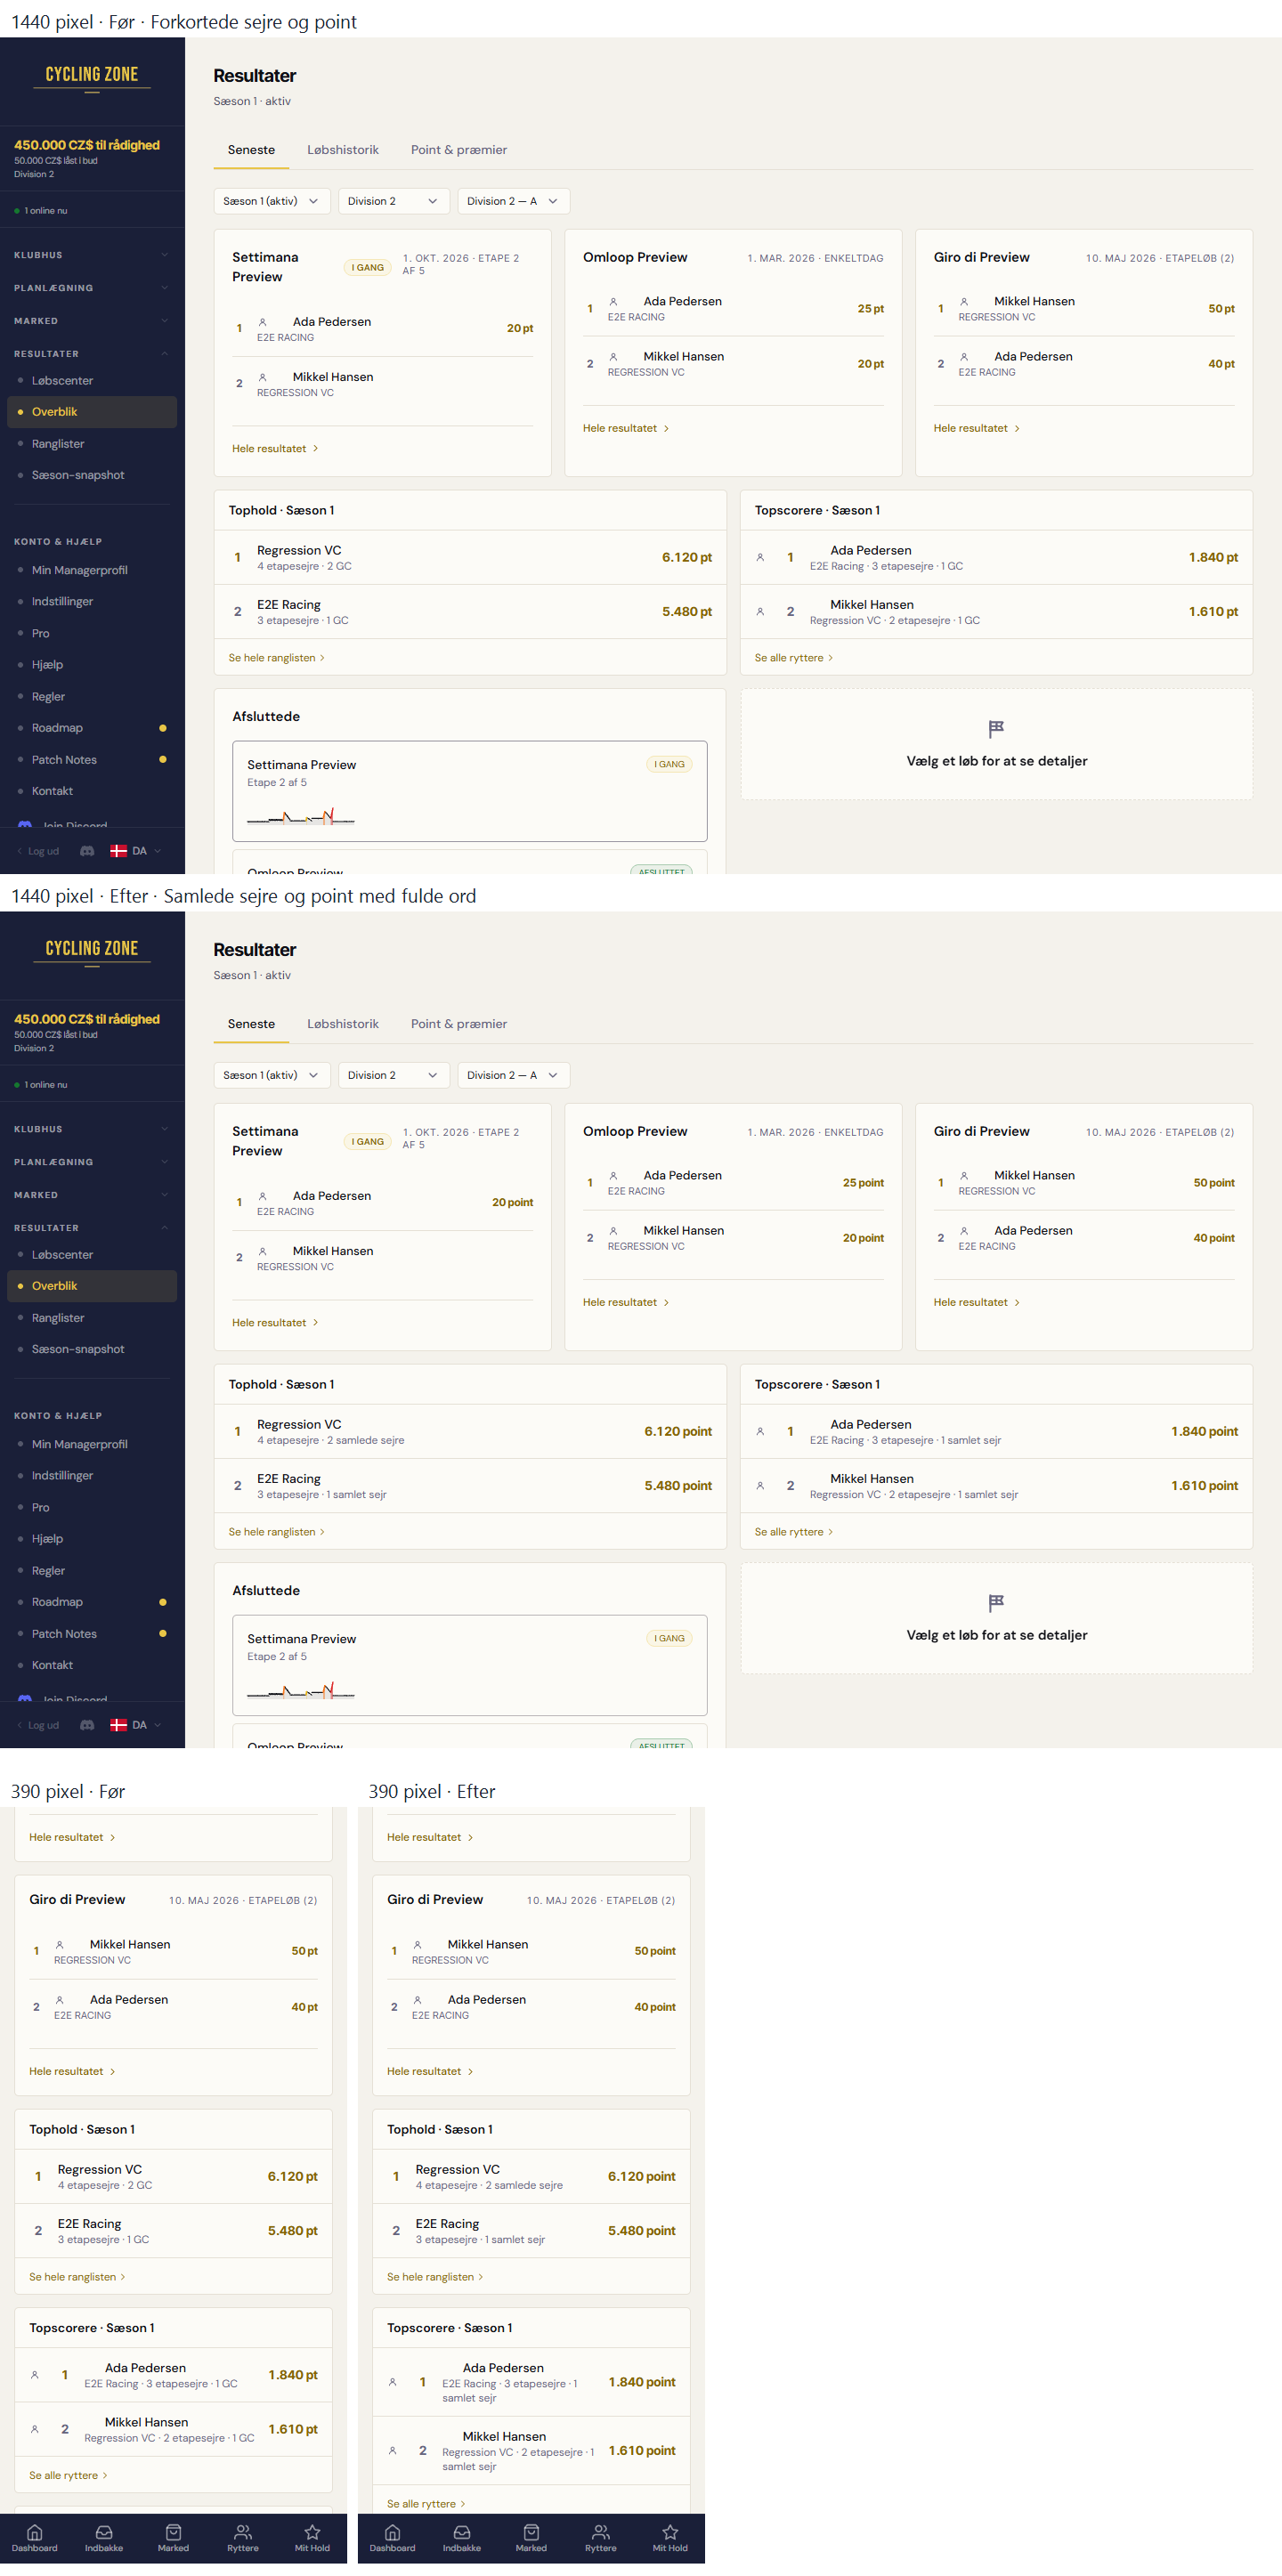 1440 pixel · Før · Forkortede sejre og point
CYCLING ZONE
450.000 CZ$ til rådighed
50.000 CZ$ låst i bud
Division 2
1 online nu
KLUBHUS
PLANLÆGNING
MARKED
RESULTATER
Løbscenter
Overblik
Ranglister
Sæson-snapshot
KONTO & HJÆLP
Min Managerprofil
Indstillinger
Pro
Hjælp
Regler
Roadmap
Patch Notes
Kontakt
Join Discord
Log ud
DA
Resultater
Sæson 1 · aktiv
Seneste Løbshistorik Point & præmier
Sæson 1 (aktiv) Division 2 Division 2 — A
Settimana
Preview
I GANG
1. OKT. 2026 · ETAPE 2
AF 5
1 Ada Pedersen 20 pt
E2E RACING
2 Mikkel Hansen
REGRESSION VC
Hele resultatet
Omloop Preview 1. MAR. 2026 · ENKELTDAG
1 Ada Pedersen 25 pt
E2E RACING
2 Mikkel Hansen 20 pt
REGRESSION VC
Hele resultatet
Giro di Preview 10. MAJ 2026 · ETAPELØB (2)
1 Mikkel Hansen 50 pt
REGRESSION VC
2 Ada Pedersen 40 pt
E2E RACING
Hele resultatet
Tophold · Sæson 1
1 Regression VC 6.120 pt
4 etapesejre · 2 GC
2 E2E Racing 5.480 pt
3 etapesejre · 1 GC
Se hele ranglisten
Topscorere · Sæson 1
1 Ada Pedersen 1.840 pt
E2E Racing · 3 etapesejre · 1 GC
2 Mikkel Hansen 1.610 pt
Regression VC · 2 etapesejre · 1 GC
Se alle ryttere
Afsluttede
Settimana Preview I GANG
Etape 2 af 5
Omloop Preview AFSLUTTET
Vælg et løb for at se detaljer
1440 pixel · Efter · Samlede sejre og point med fulde ord
CYCLING ZONE
450.000 CZ$ til rådighed
50.000 CZ$ låst i bud
Division 2
1 online nu
KLUBHUS
PLANLÆGNING
MARKED
RESULTATER
Løbscenter
Overblik
Ranglister
Sæson-snapshot
KONTO & HJÆLP
Min Managerprofil
Indstillinger
Pro
Hjælp
Regler
Roadmap
Patch Notes
Kontakt
Join Discord
Log ud
DA
Resultater
Sæson 1 · aktiv
Seneste Løbshistorik Point & præmier
Sæson 1 (aktiv) Division 2 Division 2 — A
Settimana
Preview
I GANG
1. OKT. 2026 · ETAPE 2
AF 5
1 Ada Pedersen 20 point
E2E RACING
2 Mikkel Hansen
REGRESSION VC
Hele resultatet
Omloop Preview 1. MAR. 2026 · ENKELTDAG
1 Ada Pedersen 25 point
E2E RACING
2 Mikkel Hansen 20 point
REGRESSION VC
Hele resultatet
Giro di Preview 10. MAJ 2026 · ETAPELØB (2)
1 Mikkel Hansen 50 point
REGRESSION VC
2 Ada Pedersen 40 point
E2E RACING
Hele resultatet
Tophold · Sæson 1
1 Regression VC 6.120 point
4 etapesejre · 2 samlede sejre
2 E2E Racing 5.480 point
3 etapesejre · 1 samlet sejr
Se hele ranglisten
Topscorere · Sæson 1
1 Ada Pedersen 1.840 point
E2E Racing · 3 etapesejre · 1 samlet sejr
2 Mikkel Hansen 1.610 point
Regression VC · 2 etapesejre · 1 samlet sejr
Se alle ryttere
Afsluttede
Settimana Preview I GANG
Etape 2 af 5
Omloop Preview AFSLUTTET
Vælg et løb for at se detaljer
390 pixel · Før
Hele resultatet
Giro di Preview 10. MAJ 2026 · ETAPELØB (2)
1 Mikkel Hansen 50 pt
REGRESSION VC
2 Ada Pedersen 40 pt
E2E RACING
Hele resultatet
Tophold · Sæson 1
1 Regression VC 6.120 pt
4 etapesejre · 2 GC
2 E2E Racing 5.480 pt
3 etapesejre · 1 GC
Se hele ranglisten
Topscorere · Sæson 1
1 Ada Pedersen 1.840 pt
E2E Racing · 3 etapesejre · 1 GC
2 Mikkel Hansen 1.610 pt
Regression VC · 2 etapesejre · 1 GC
Se alle ryttere
Dashboard Indbakke Marked Ryttere Mit Hold
390 pixel · Efter
Hele resultatet
Giro di Preview 10. MAJ 2026 · ETAPELØB (2)
1 Mikkel Hansen 50 point
REGRESSION VC
2 Ada Pedersen 40 point
E2E RACING
Hele resultatet
Tophold · Sæson 1
1 Regression VC 6.120 point
4 etapesejre · 2 samlede sejre
2 E2E Racing 5.480 point
3 etapesejre · 1 samlet sejr
Se hele ranglisten
Topscorere · Sæson 1
1 Ada Pedersen 1.840 point
E2E Racing · 3 etapesejre · 1
samlet sejr
2 Mikkel Hansen 1.610 point
Regression VC · 2 etapesejre · 1
samlet sejr
Se alle ryttere
Dashboard Indbakke Marked Ryttere Mit Hold